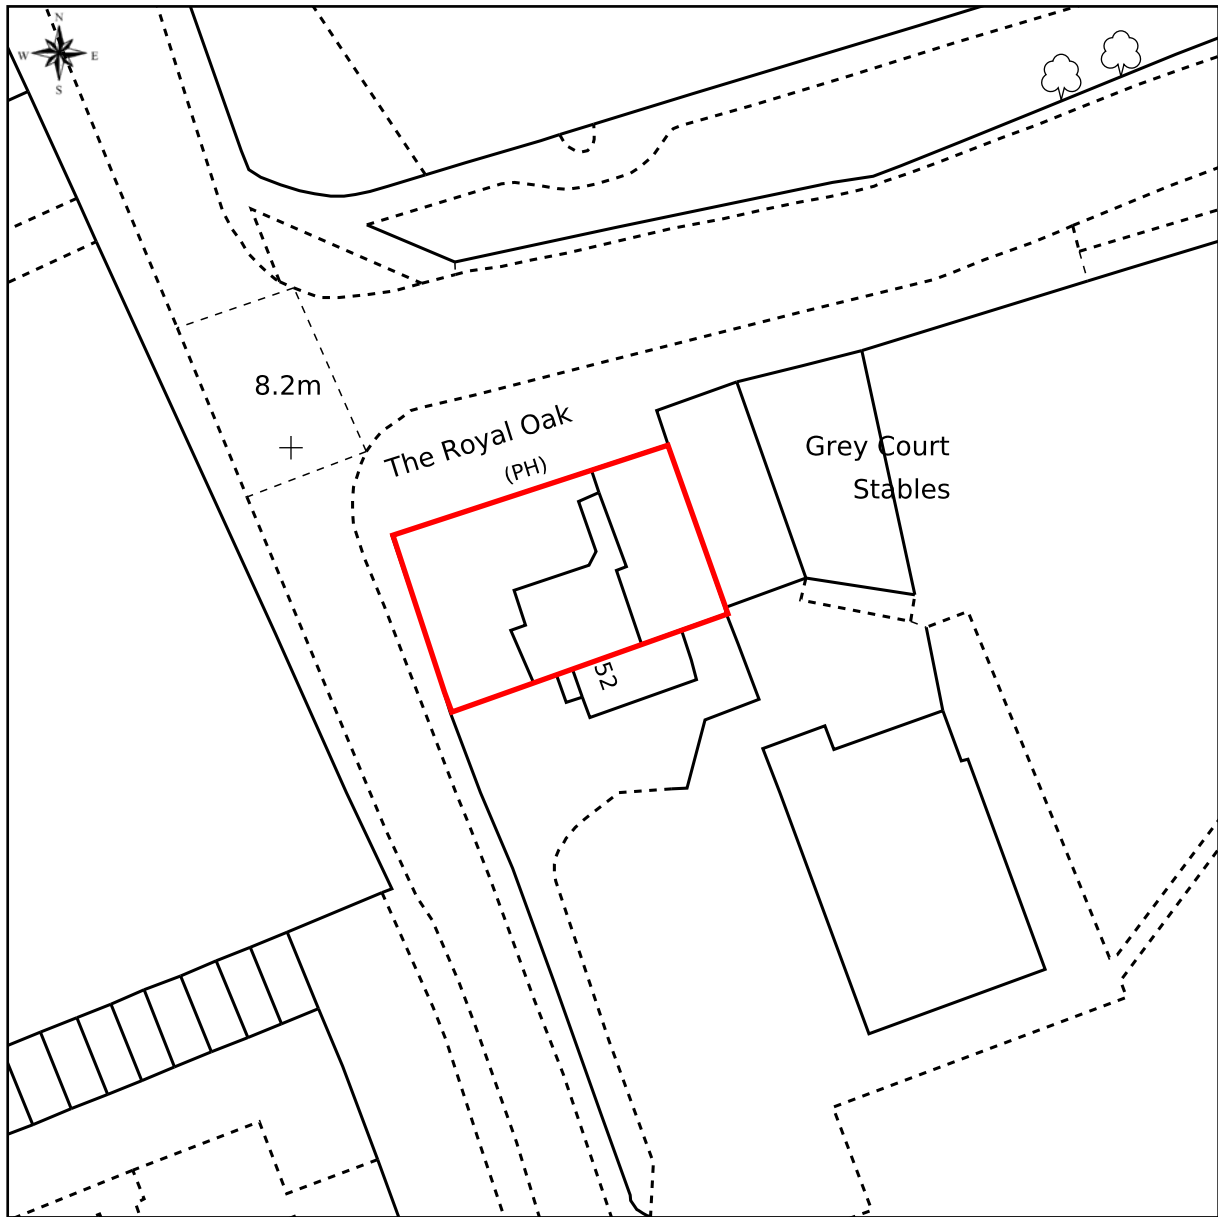 N
W E
S
8.2m
The Royal Oak
(PH)
Grey Court
Stables
52